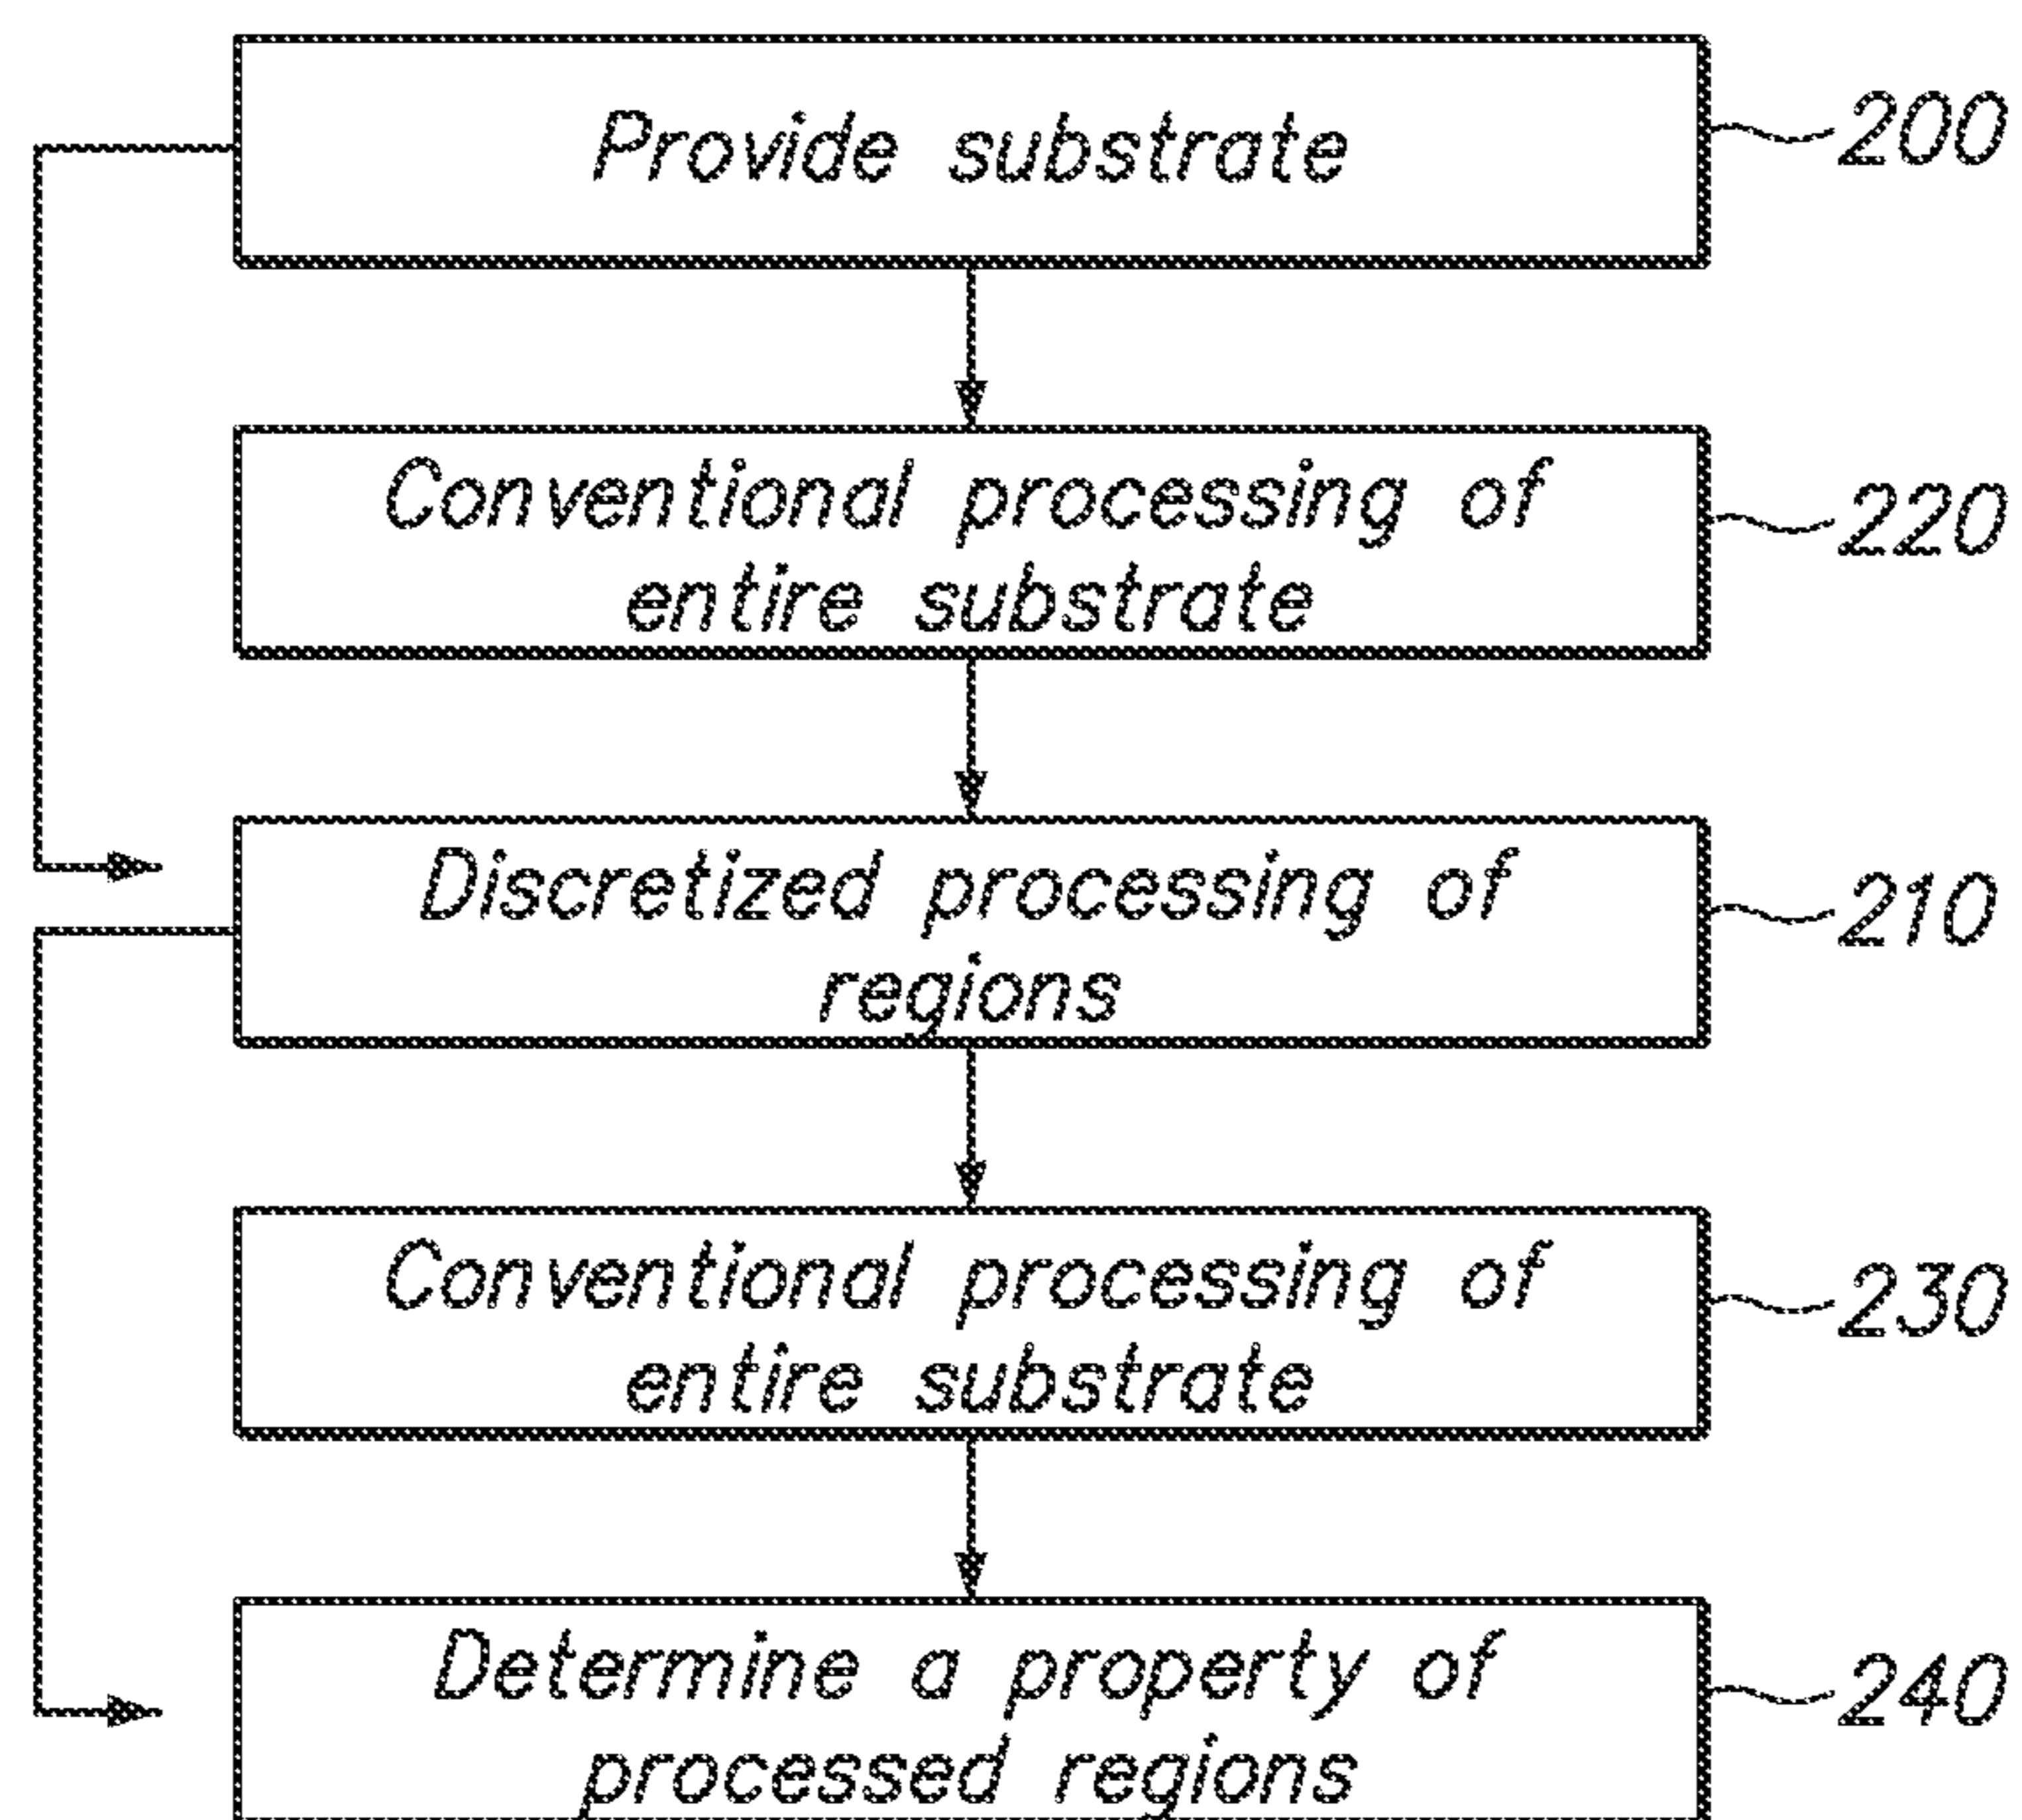 Provide substrate
200
Conventional processing of
entire substrate
220
Discretized processing of
regions
210
Conventional processing of
entire substrate
230
Determine a property of
processed regions
240